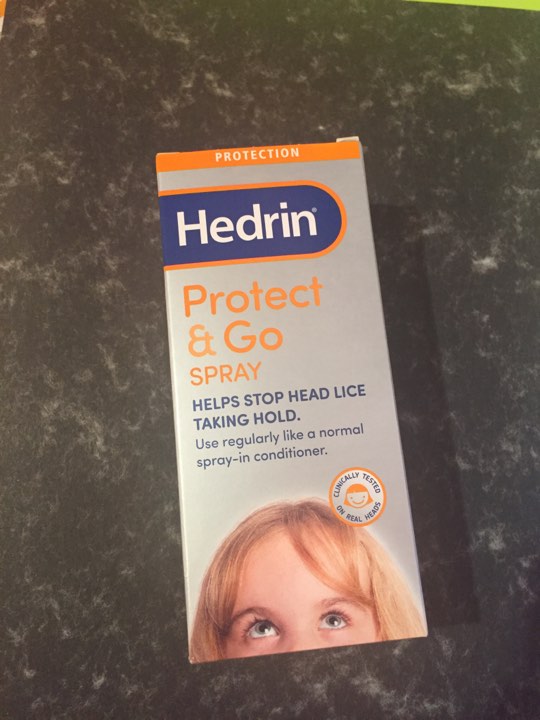 PROTECTION
Hedrin®
Protect
& Go
SPRAY
HELPS STOP HEAD LICE
TAKING HOLD.
Use regularly like a normal
spray-in conditioner.
CLINICALLY TESTED
ON REAL HEADS